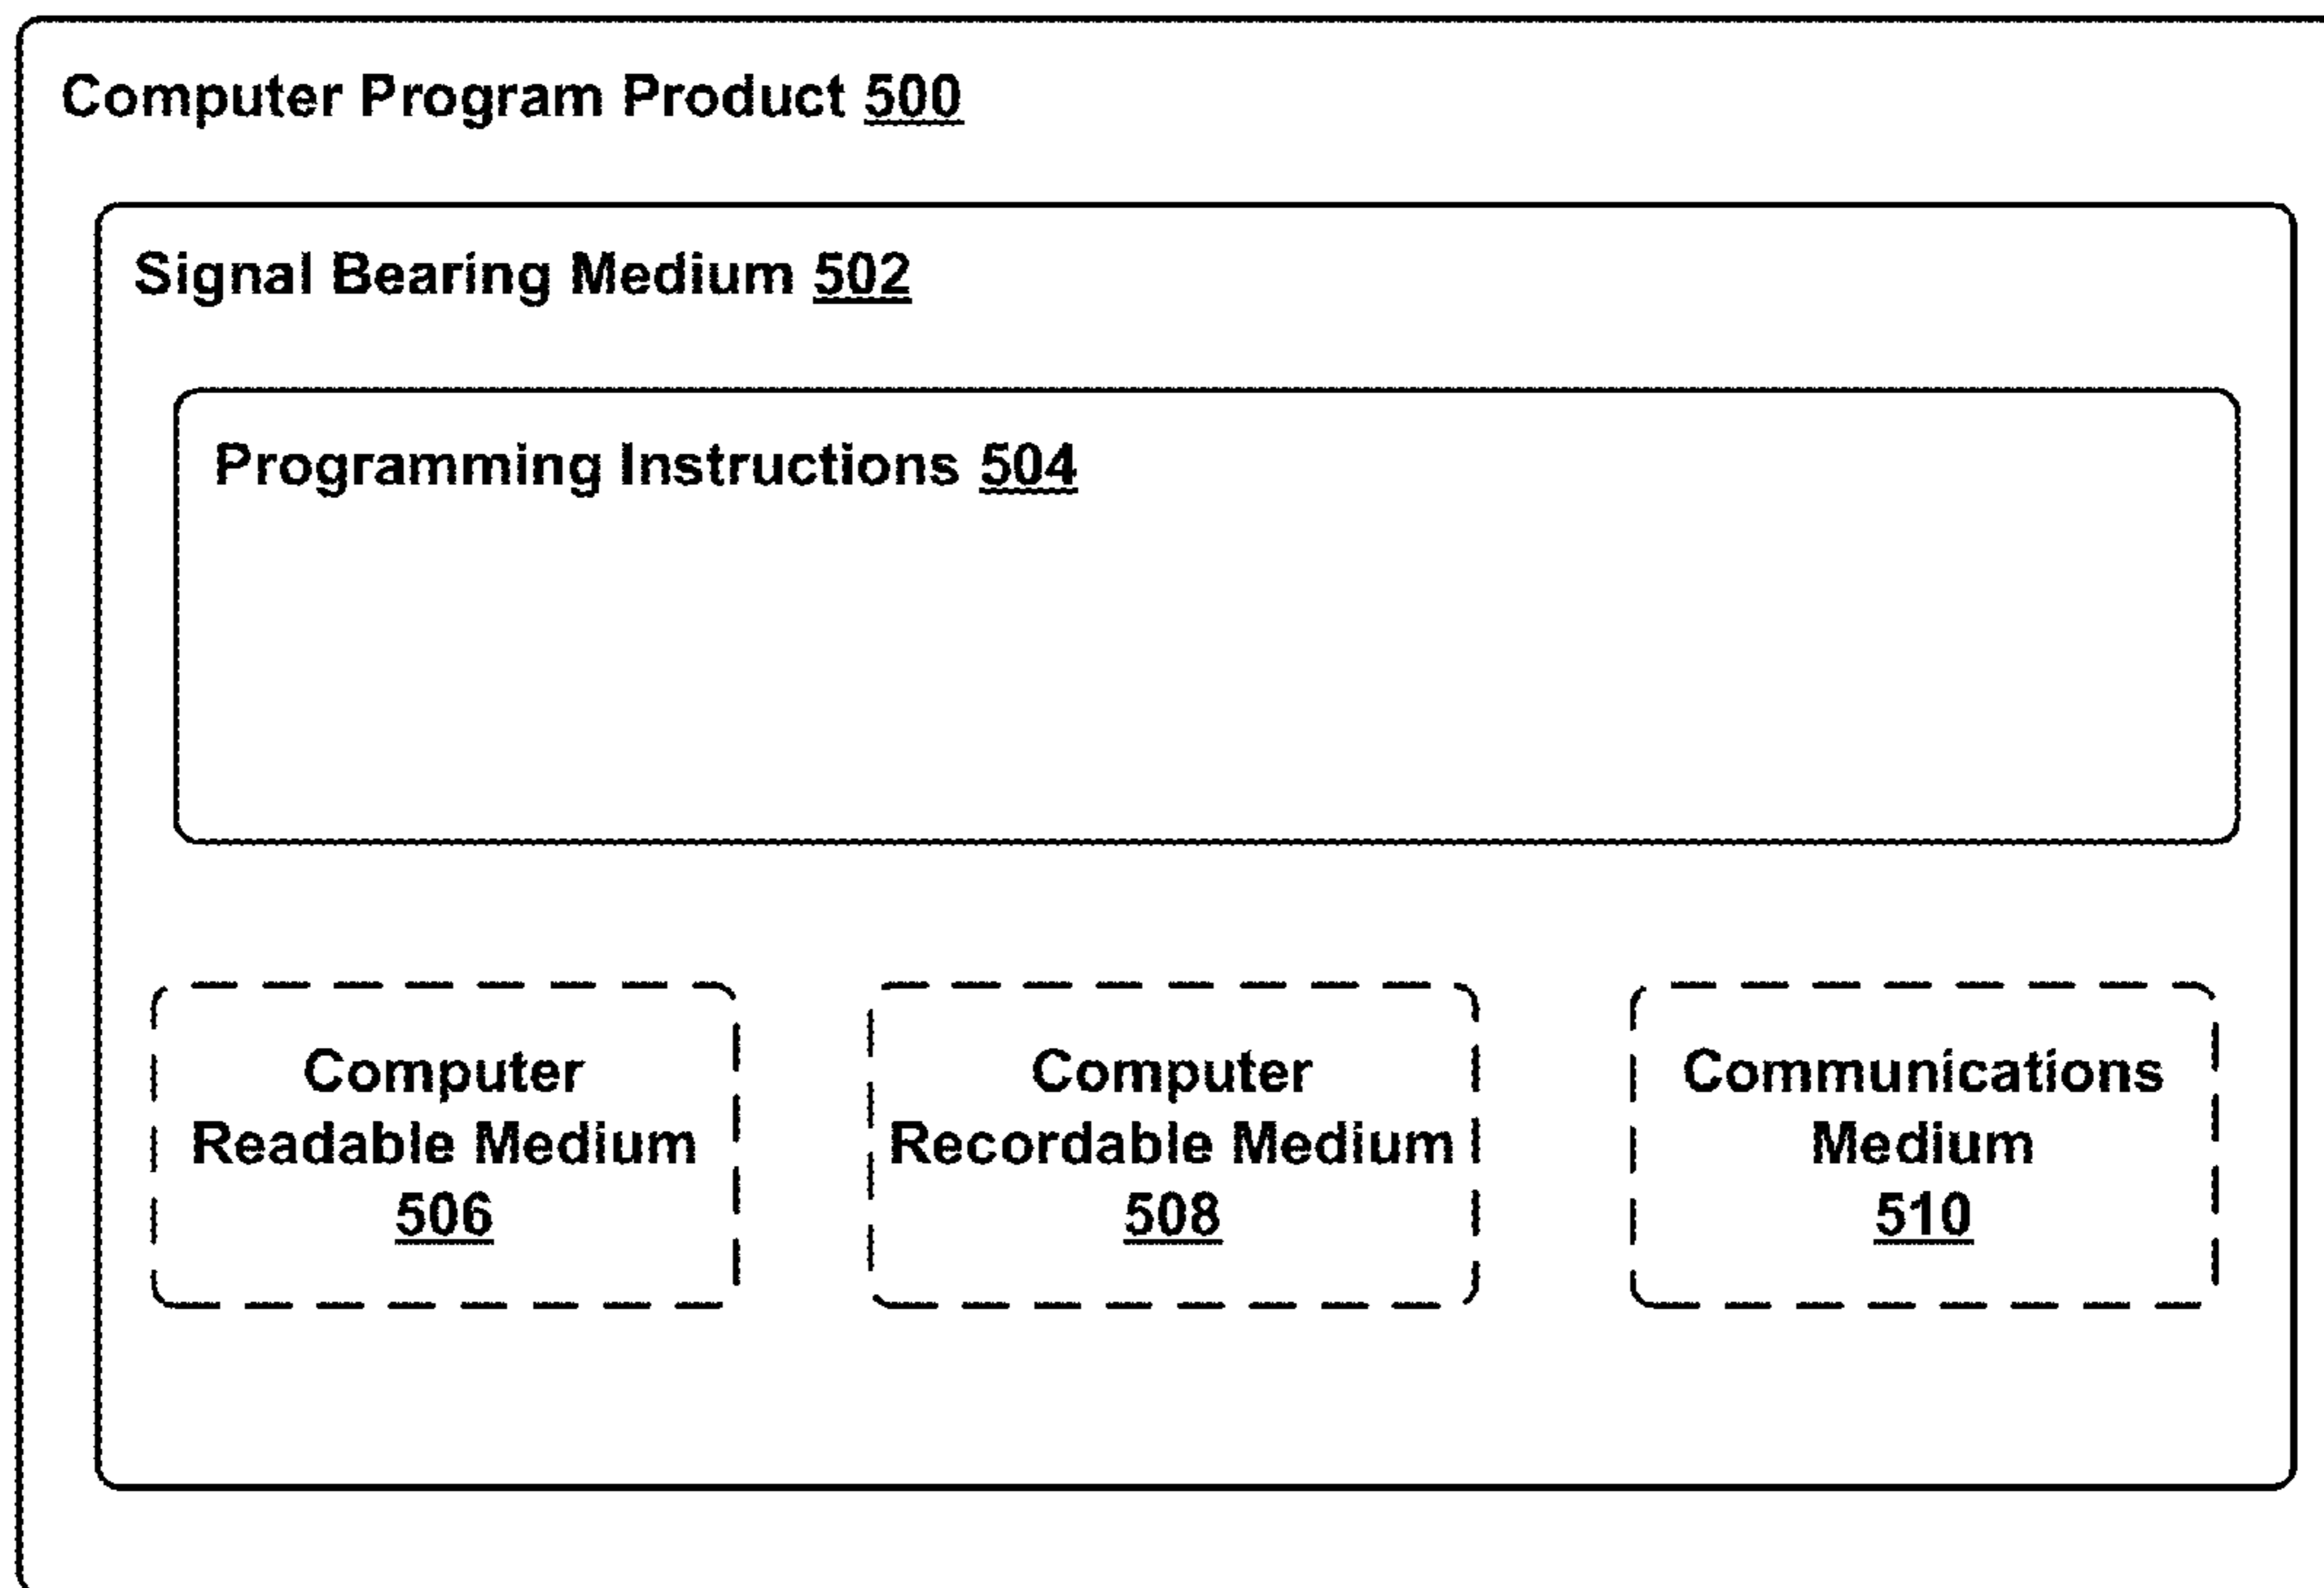 Computer Program Product 500
Signal Bearing Medium 502
Programming Instructions 504
Computer
Readable Medium
506
Computer
Recordable Medium
508
Communications
Medium
510